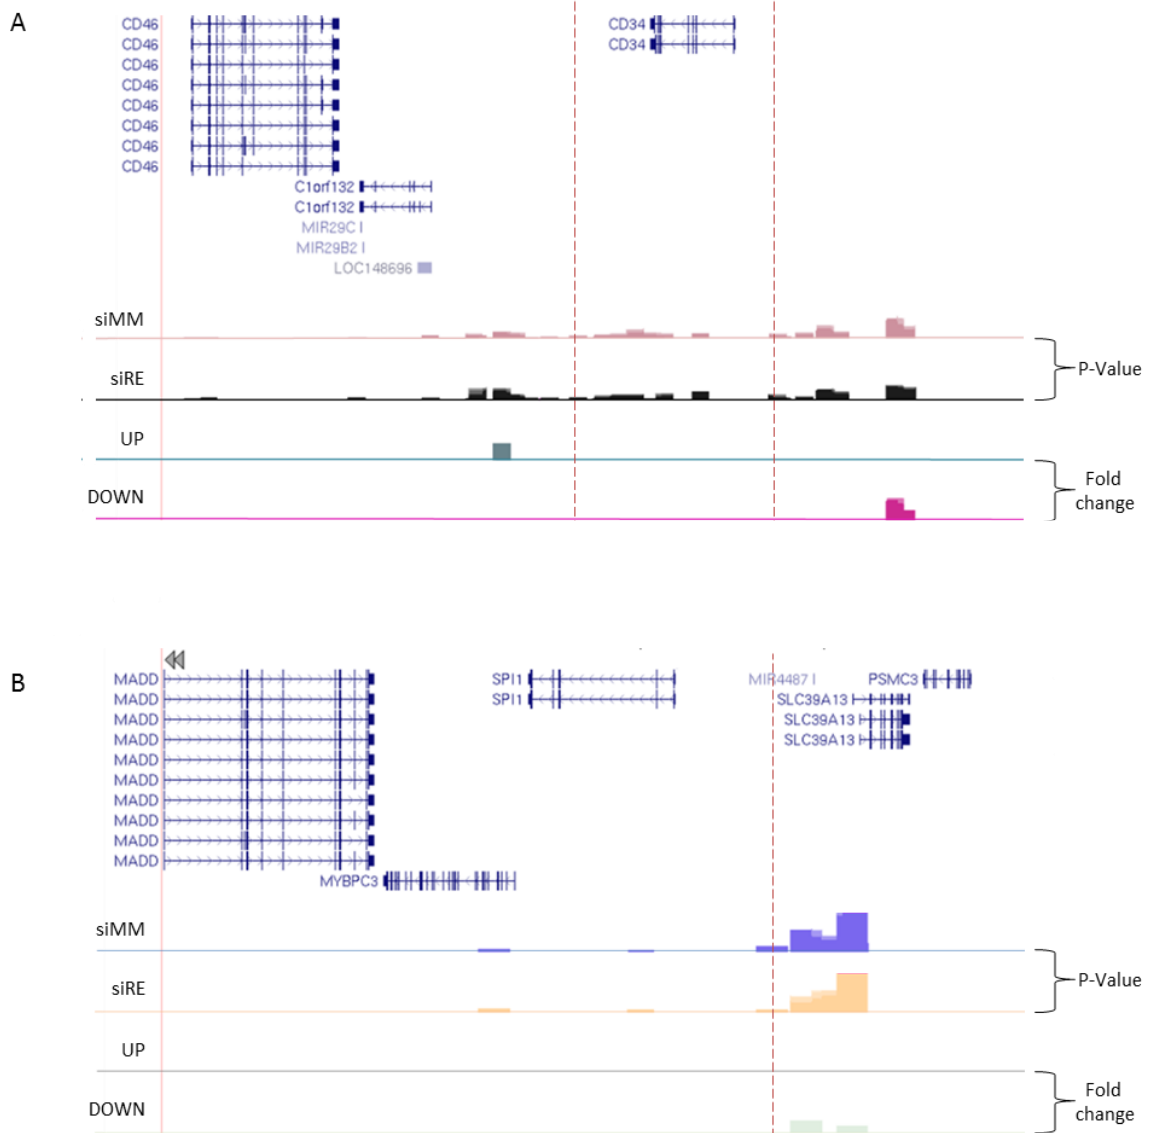 A
CD46 CD34
CD46 CD34
CD46
CD46
CD46
CD46
CD46
CD46
C1orf132
C1orf132
MIR29C
MIR29B2
LOC148696
siMM
siRE
P-Value
UP
DOWN
Fold
change
B
MADD SPI1 MIR4487 PSMC3
MADD SPI1 SLC39A13
MADD SLC39A13
MADD SLC39A13
MADD
MADD
MADD
MADD
MADD
MADD
MYBPC3
siMM
siRE
P-Value
UP
DOWN
Fold
change